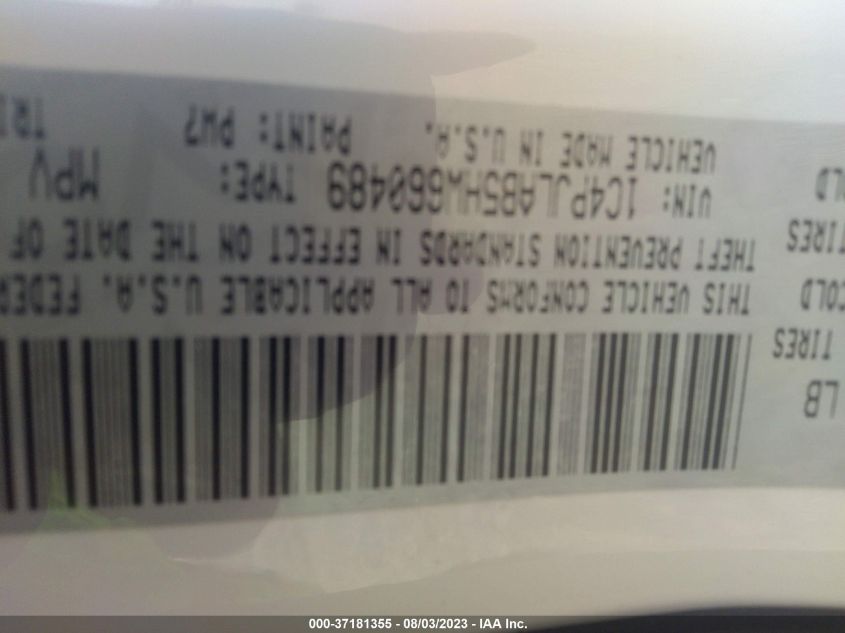 LB
TIRES
COLD
THIS VEHICLE CONFORMS TO ALL APPLICABLE U.S.A. FEDER
TIRES
THEFT PREVENTION STANDARDS IN EFFECT ON THE DATE OF
VIN: 1C4PJLAB5HW660489 TYPE: MPV
VEHICLE MADE IN U.S.A. PAINT: PW7 TRI
000-37181355 - 08/03/2023 - IAA Inc.